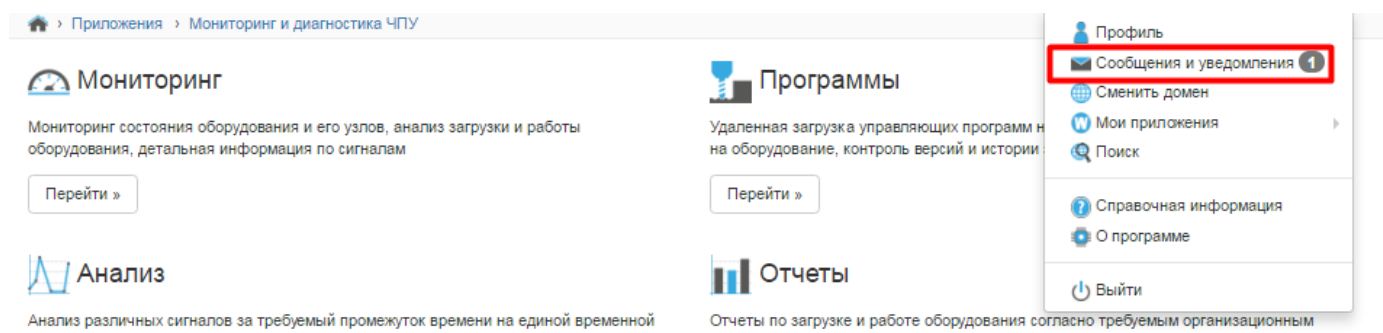 Приложения › Мониторинг и диагностика ЧПУ
Мониторинг
Мониторинг состояния оборудования и его узлов, анализ загрузки и работы
оборудования, детальная информация по сигналам
Перейти »
Программы
Удаленная загрузка управляющих программ н
на оборудование, контроль версий и истории
Перейти »
Анализ
Анализ различных сигналов за требуемый промежуток времени на единой временной
Отчеты
Отчеты по загрузке и работе оборудования согласно требуемым организационным
Профиль
Сообщения и уведомления 1
Сменить домен
Мои приложения
Поиск
Справочная информация
О программе
Выйти